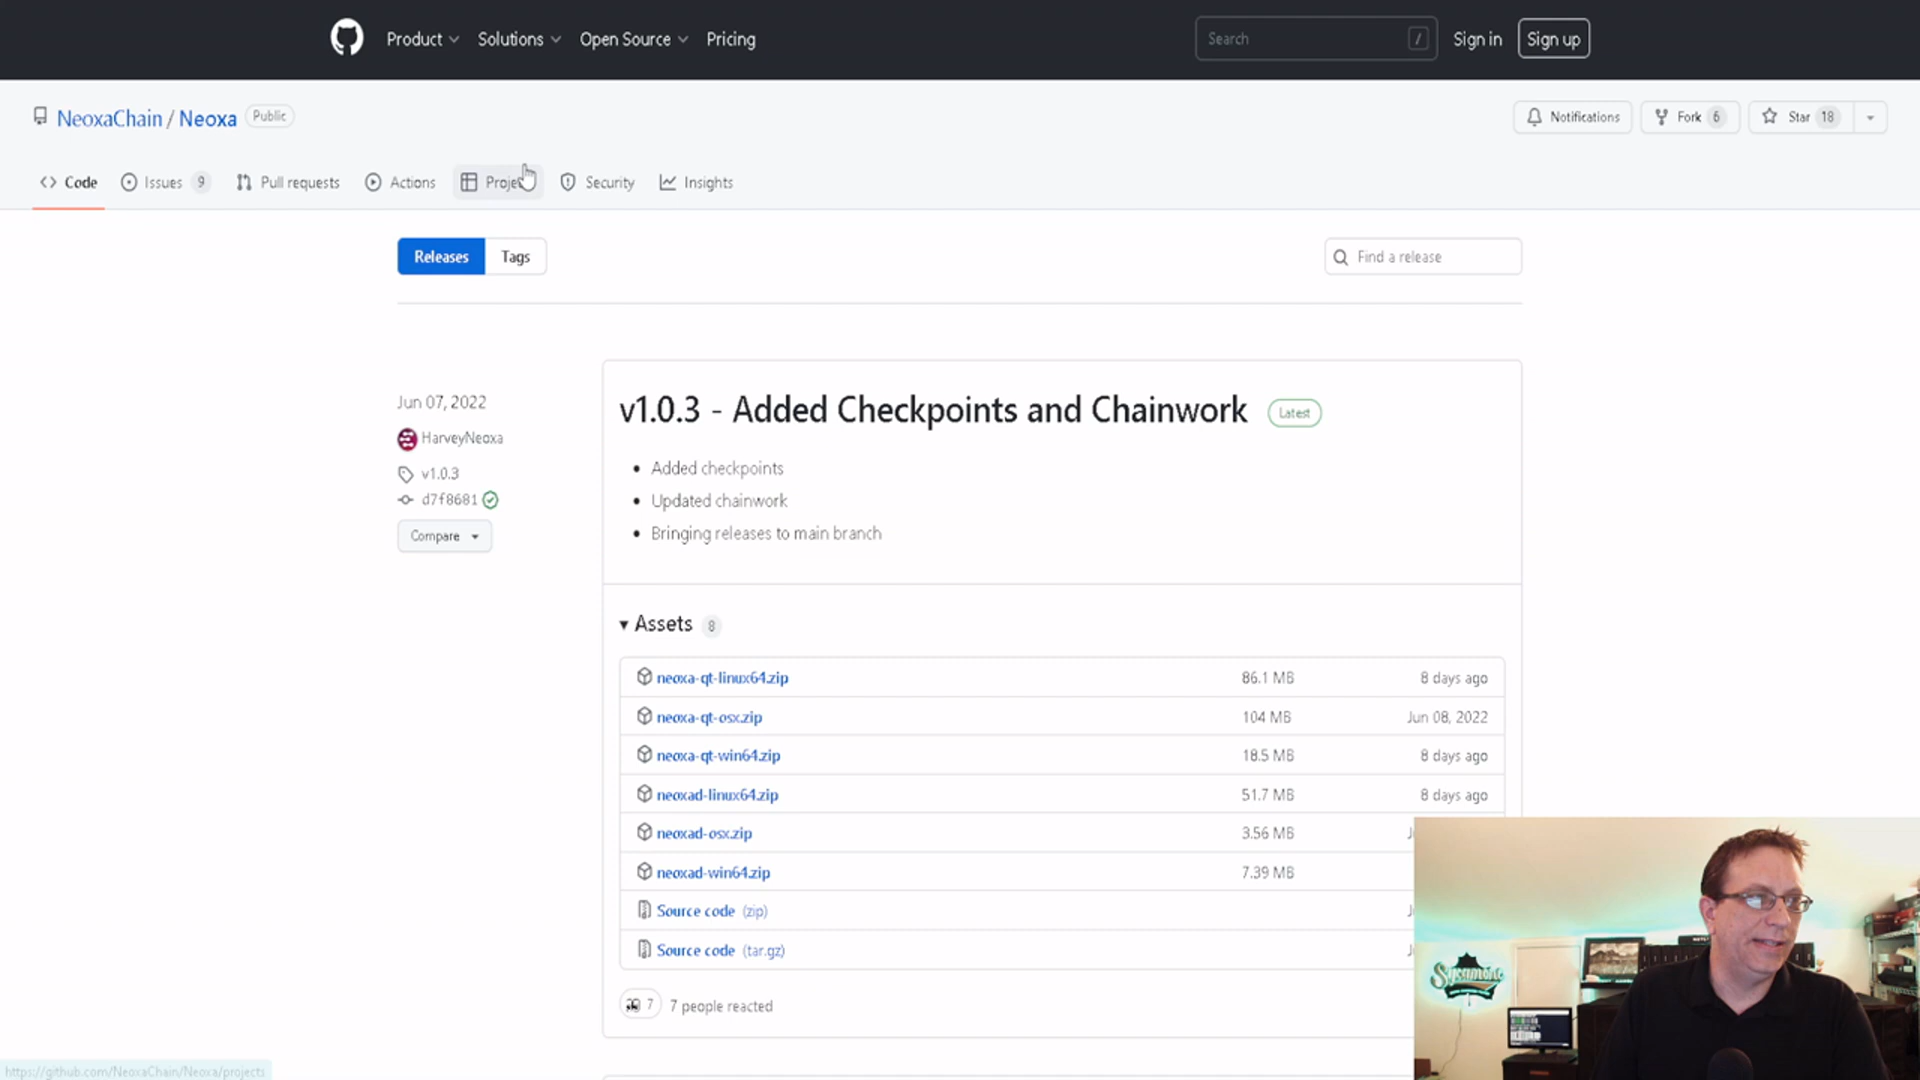 Product Solutions Open Source Pricing Search / Sign in Sign up
NeoxaChain / Neoxa Public Notifications Fork 6 Star 18
Code Issues 9 Pull requests Actions Security Insights
Releases Tags Find a release
Jun 07, 2022
HarveyNeoxa
v1.0.3
d7f8681
Compare
v1.0.3 - Added Checkpoints and Chainwork Latest
• Added checkpoints
• Updated chainwork
• Bringing releases to main branch
Assets 8
neoxa-qt-linux64.zip 86.1 MB 8 days ago
neoxa-qt-osx.zip 104 MB Jun 08, 2022
neoxa-qt-win64.zip 18.5 MB 8 days ago
neoxad-linux64.zip 51.7 MB 8 days ago
neoxad-osx.zip 3.56 MB
neoxad-win64.zip 7.39 MB
Source code (zip)
Source code (tar.gz)
7 7 people reacted
Sycamore
https://github.com/NeoxaChain/Neoxa/projects